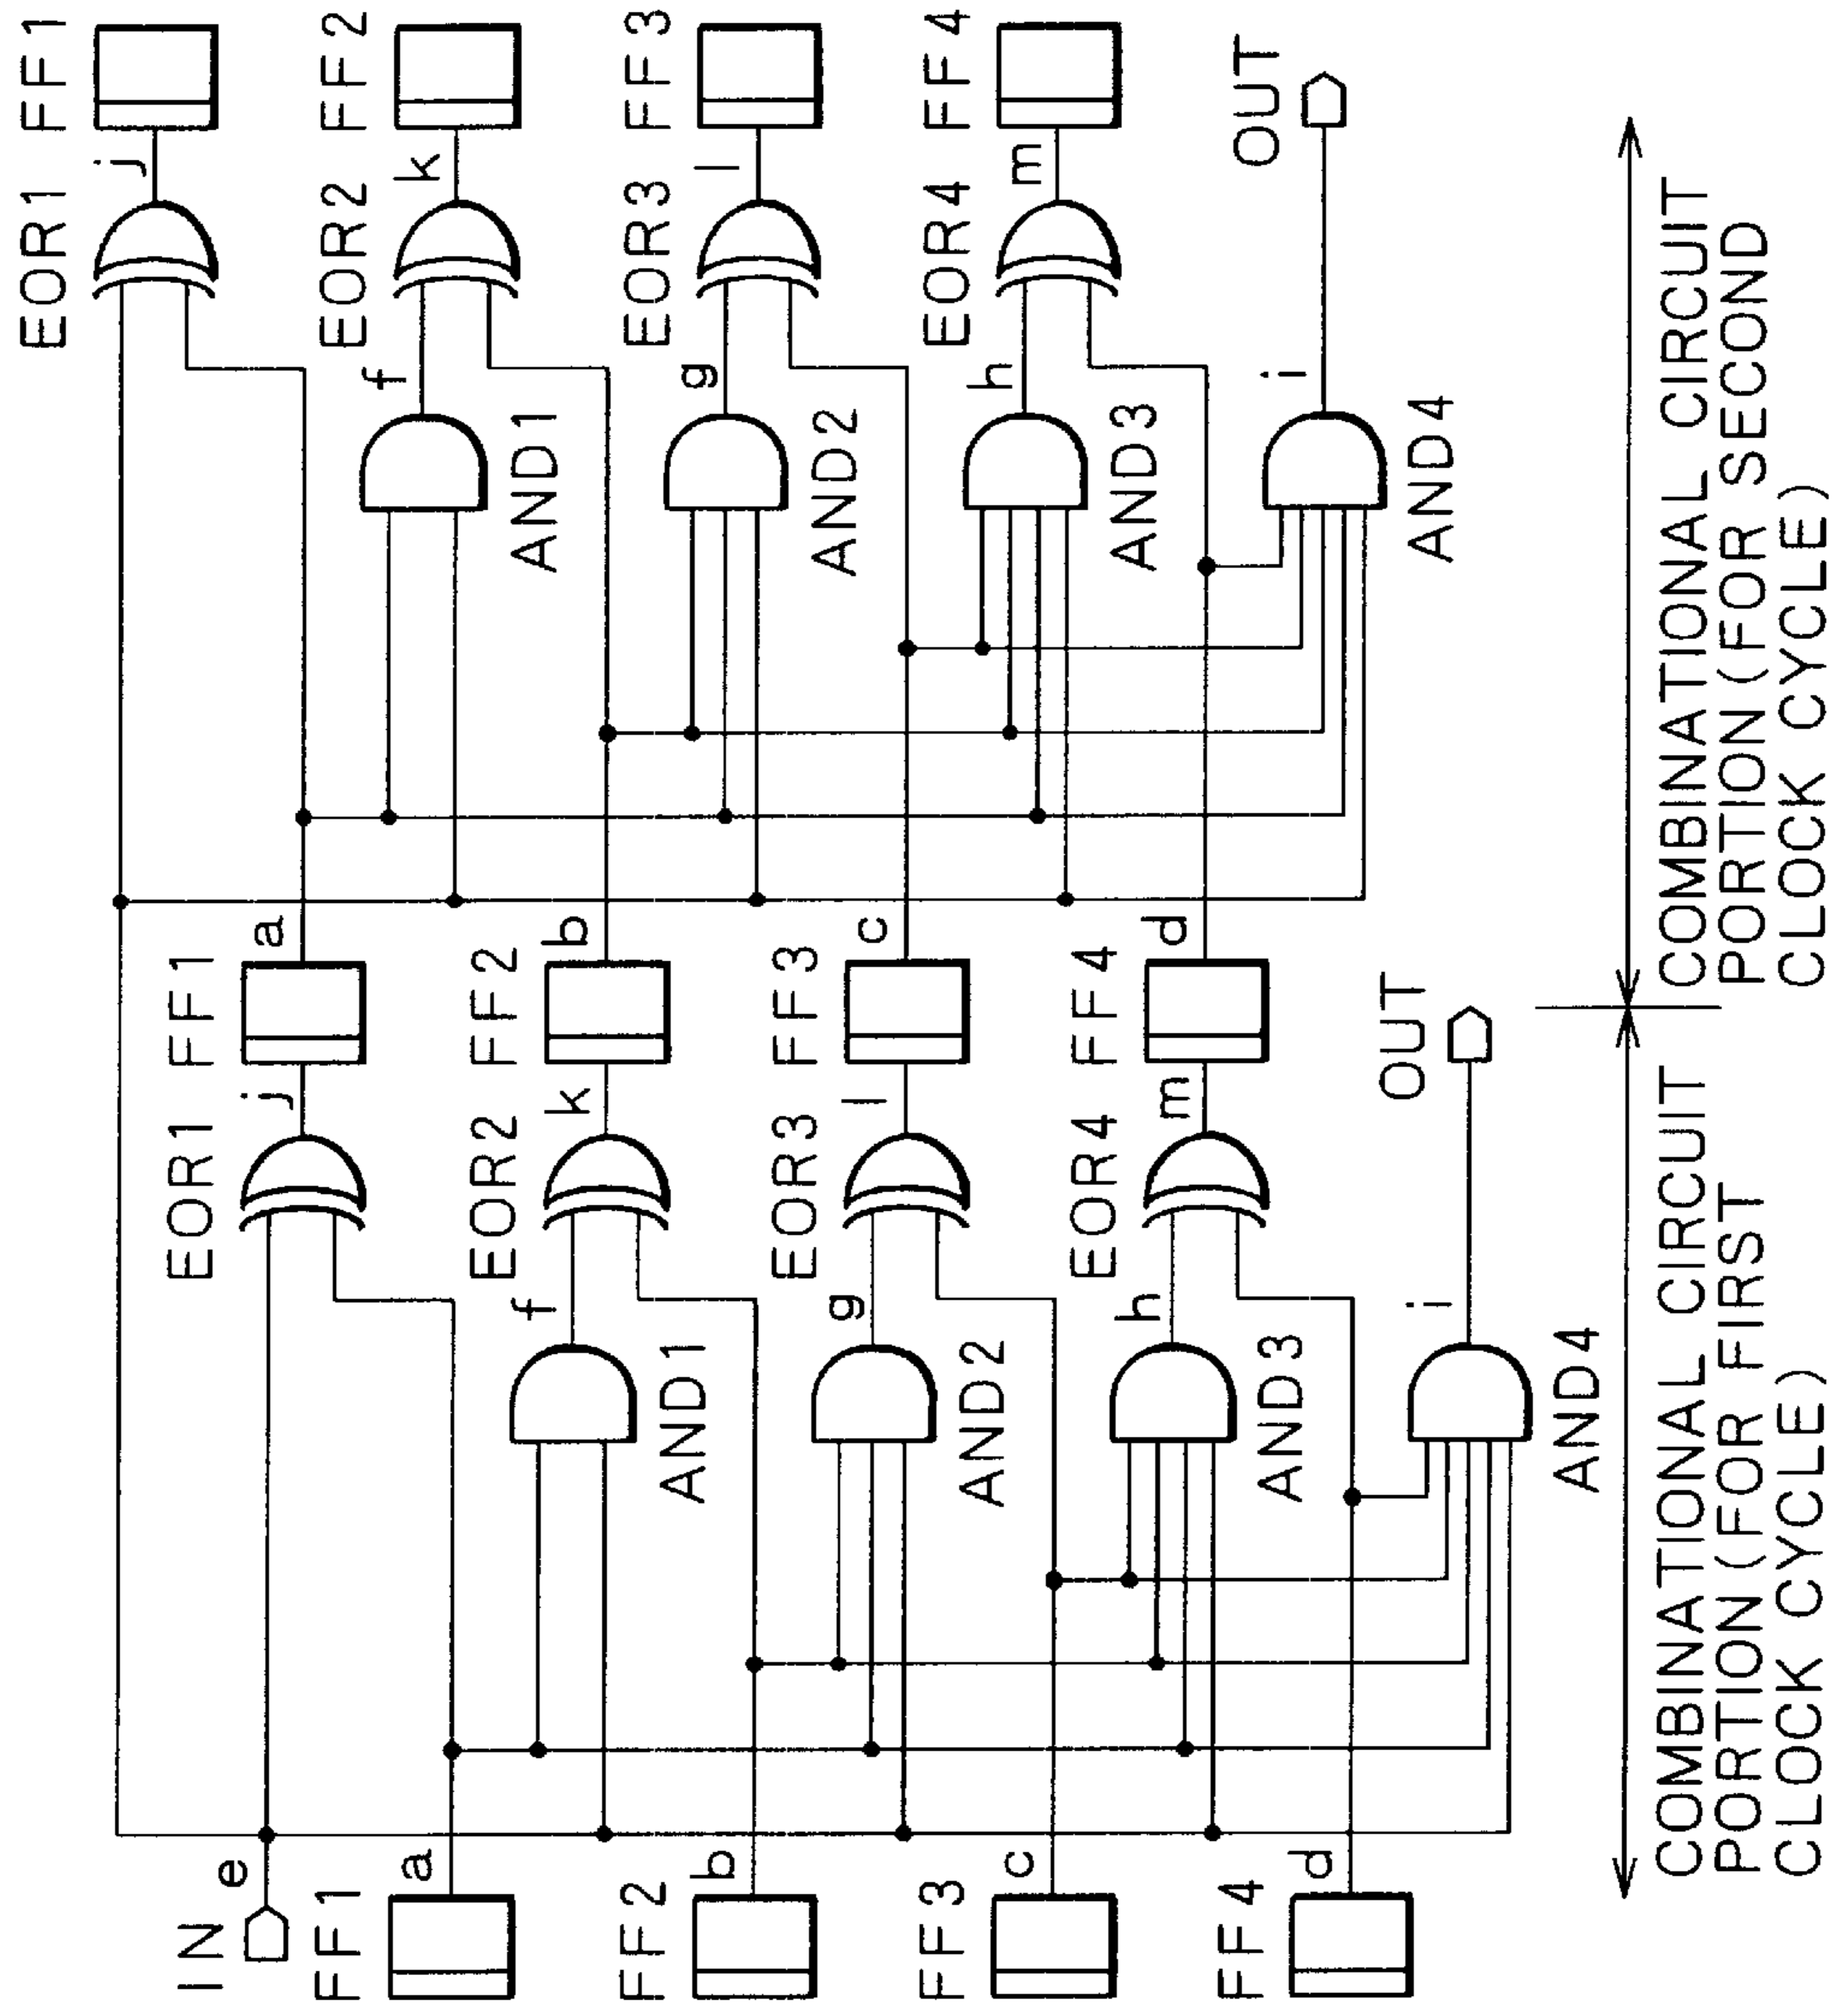 IN
e
FF1
a
FF2
b
FF3
c
FF4
d
AND1
f
AND2
g
AND3
h
AND4
i
EOR1
j
EOR2
k
EOR3
l
EOR4
m
FF1
a
FF2
b
FF3
c
FF4
d
OUT
AND1
f
AND2
g
AND3
h
AND4
i
EOR1
j
EOR2
k
EOR3
l
EOR4
m
FF1
FF2
FF3
FF4
OUT
COMBINATIONAL CIRCUIT
PORTION(FOR FIRST
CLOCK CYCLE)
COMBINATIONAL CIRCUIT
PORTION(FOR SECOND
CLOCK CYCLE)